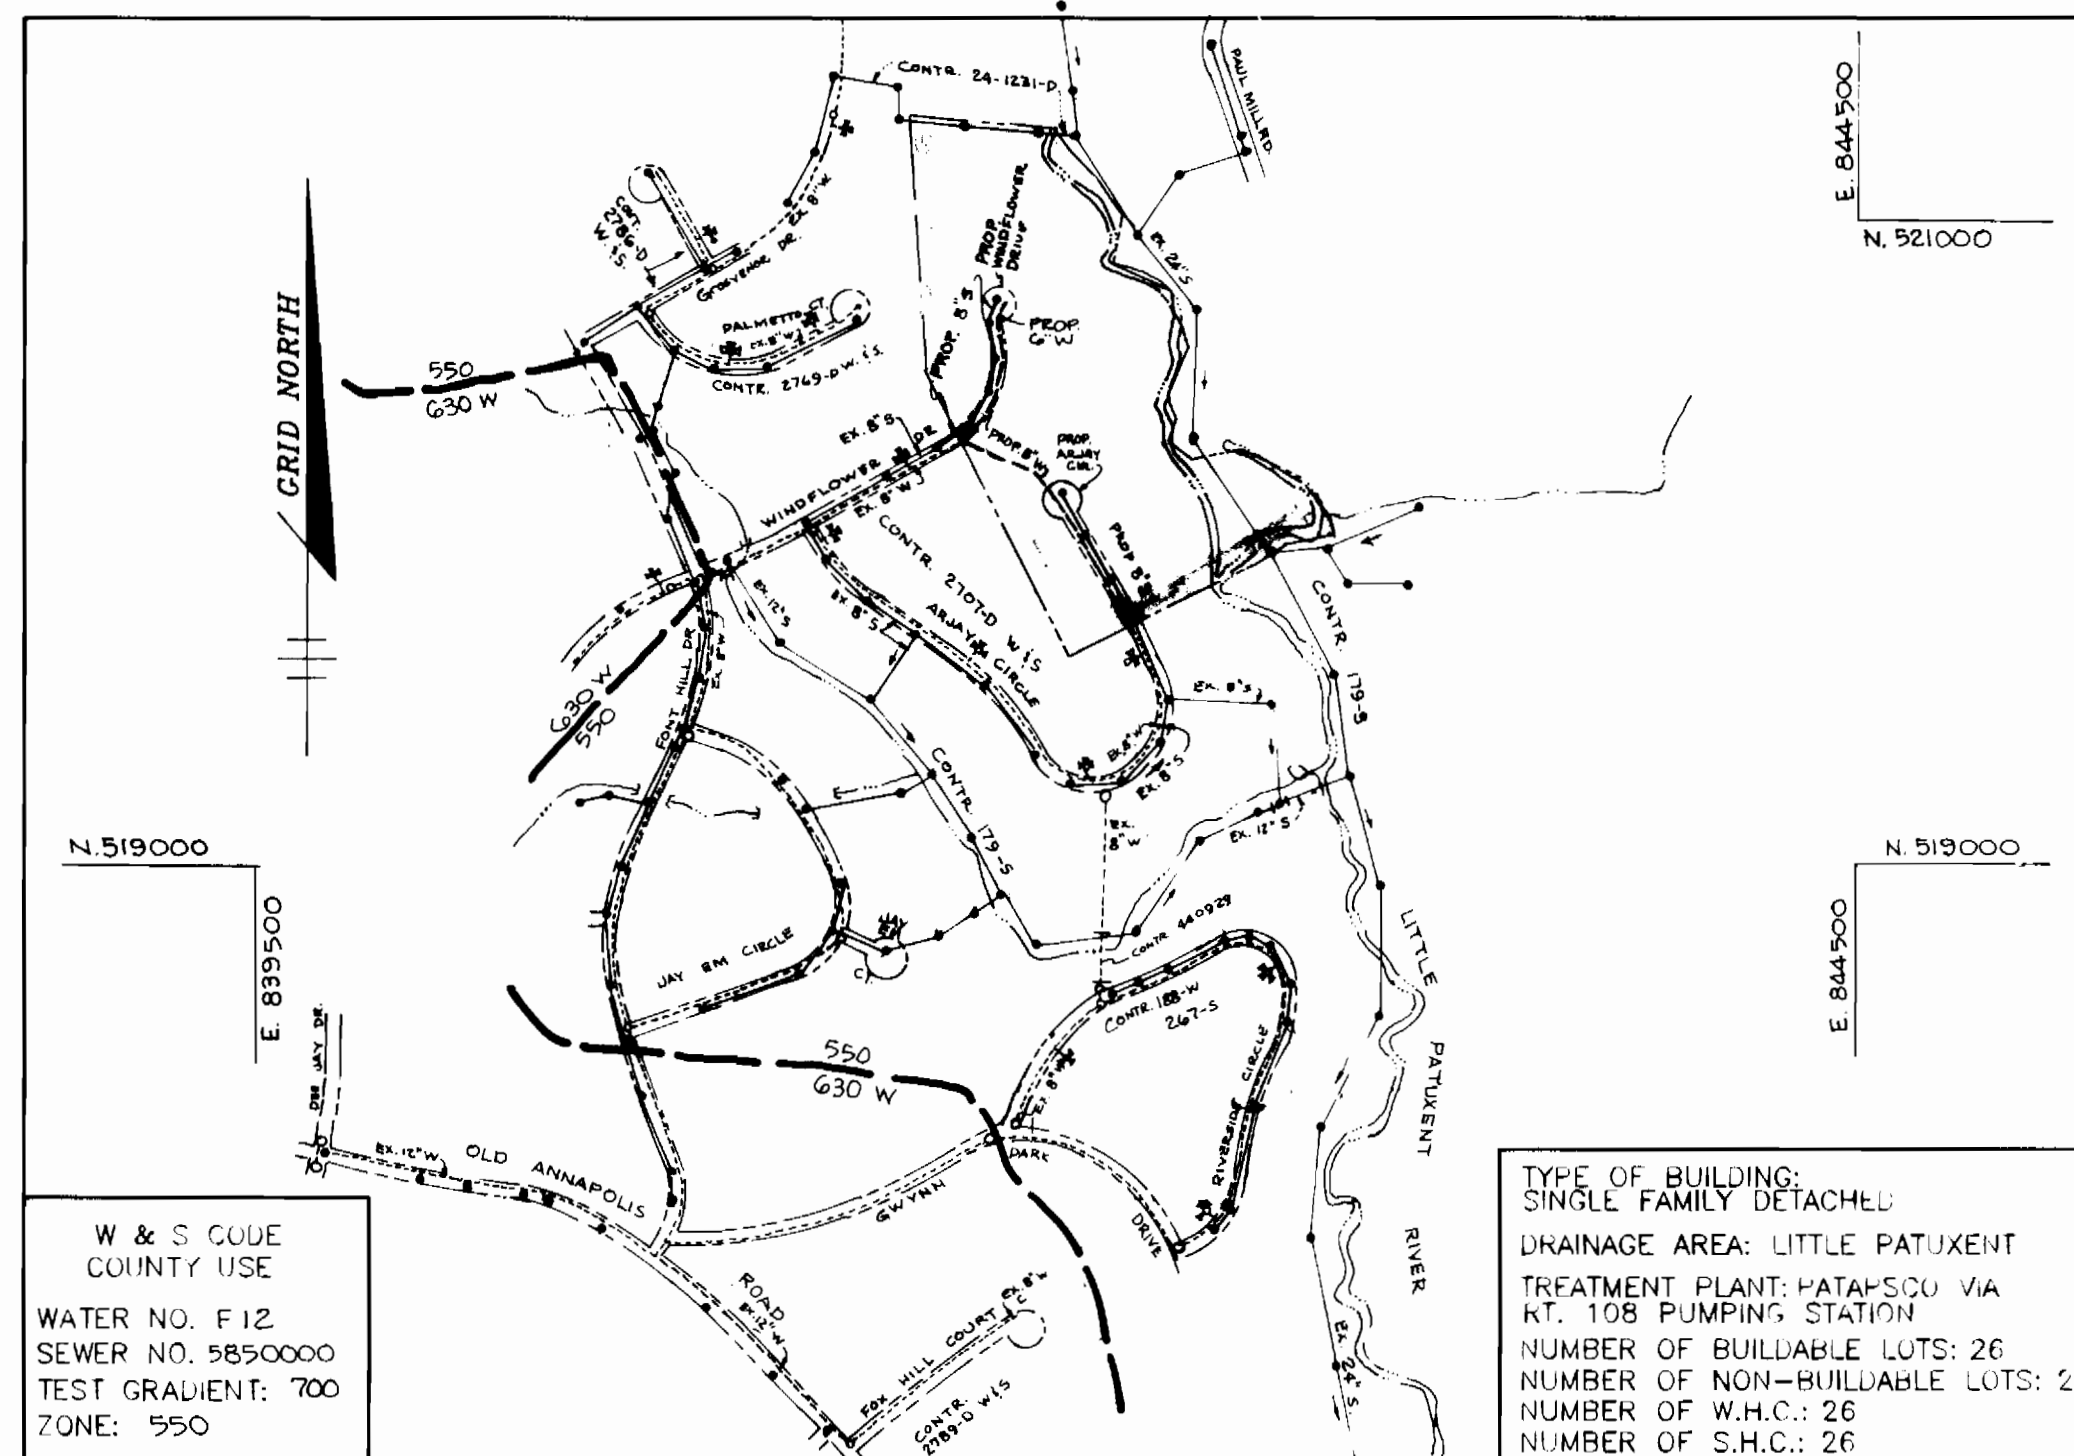 CONTR. 24-1231-D
PAUL MILL RD.
E. 844500
N. 521000
CONT.
2786-D
W. & S.
EX. 8" W
GROSVENOR DR.
PROP.
WINDFLOWER
DRIVE
EX. 24" S
GRID NORTH
PALMETTO CT.
EX. 8" W
CONTR. 2769-D W. & S.
PROP. 8" S
PROP.
6" W
550
630 W
EX. 8" S
WINDFLOWER DR
EX. 8" W
PROP. 8" W
PROP.
ARJAY
CIR.
PROP 8" S
CONTR. 2707-D W & S
ARJAY CIRCLE
EX. 8" S
EX. 12" S
FONT HILL DR
EX 8" W
630 W
550
CONTR. 179-S
EX. 8" S
EX. 8" W
EX. 8" S
CONTR. 179-S
EX.
8" W
EX. 12" S
N. 519000
E. 839500
N. 519000
E. 844500
JAY EM CIRCLE
JAY
EM
CT.
CONTR 440929
CONTR. 188-W
267-S
LITTLE PATUXENT RIVER
550
630 W
EX. 8" W
RIVERSIDE CIRCLE
DEE JAY DR.
EX. 12" W
OLD ANNAPOLIS ROAD
EX. 12" W
GWYNN PARK DRIVE
FOX HILL COURT
EX. 8" W
CONTR.
2789-D W & S
EX. 24" S.
W & S CODE
COUNTY USE
WATER NO. F12
SEWER NO. 5850000
TEST GRADIENT: 700
ZONE: 550
TYPE OF BUILDING:
SINGLE FAMILY DETACHED
DRAINAGE AREA: LITTLE PATUXENT
TREATMENT PLANT: PATAPSCO VIA
RT. 108 PUMPING STATION
NUMBER OF BUILDABLE LOTS: 26
NUMBER OF NON-BUILDABLE LOTS: 2
NUMBER OF W.H.C.: 26
NUMBER OF S.H.C.: 26